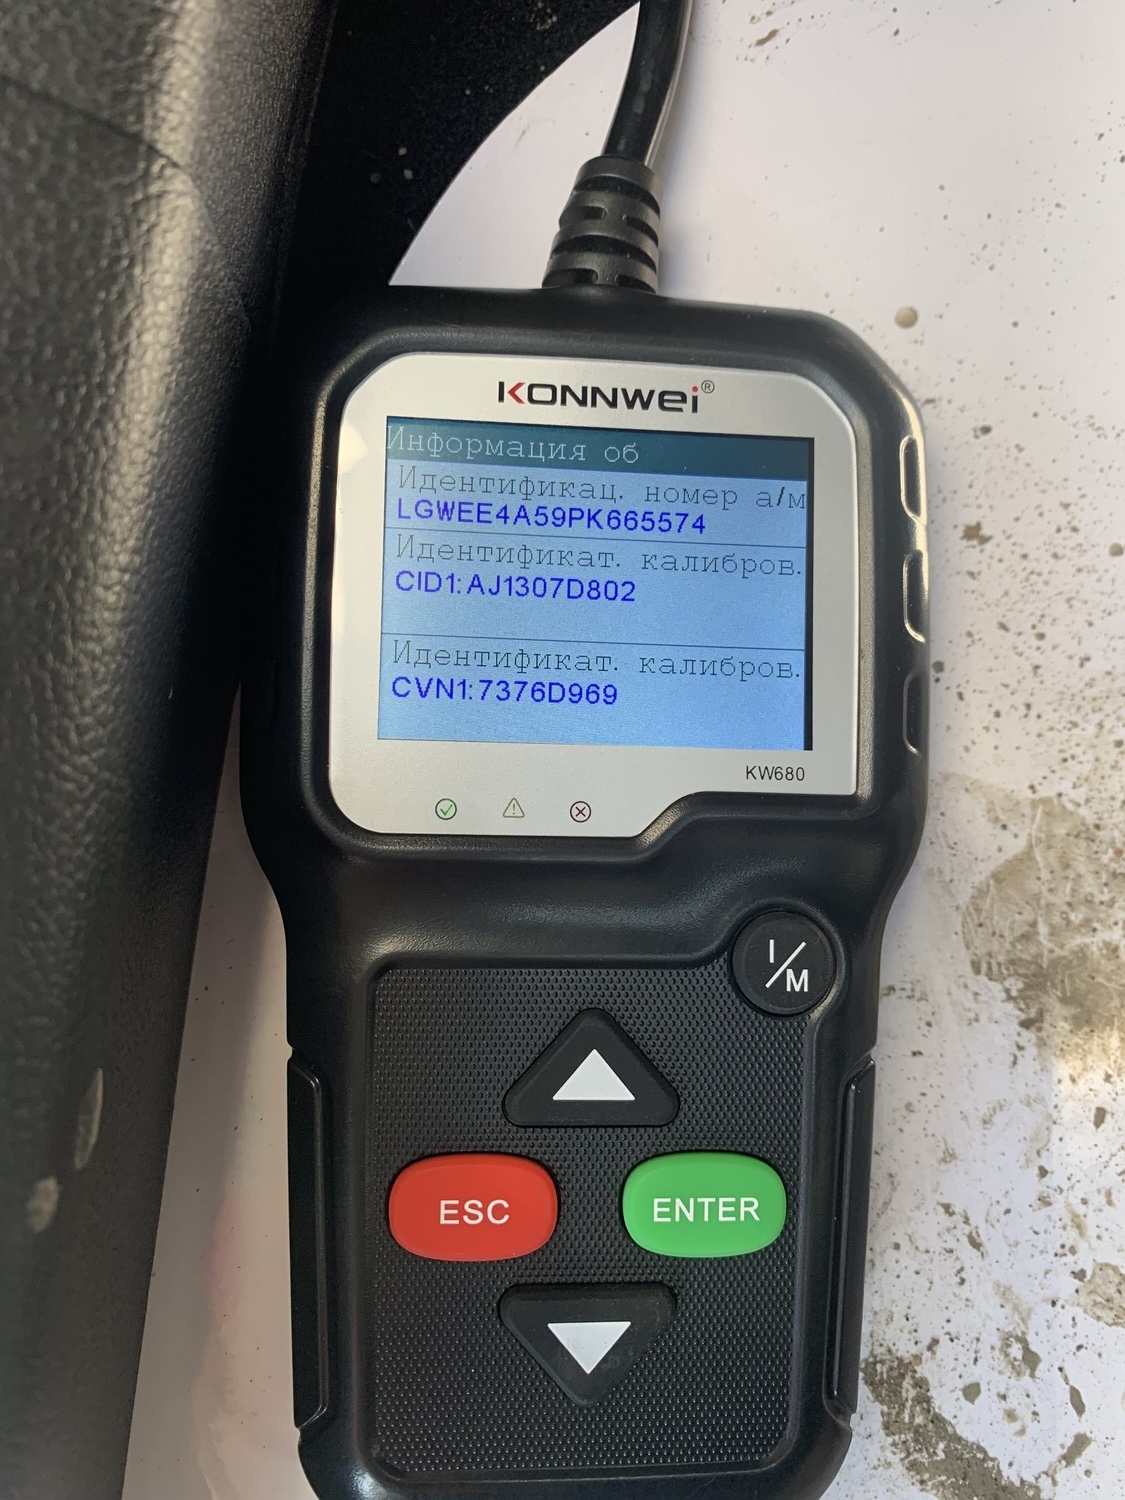 KONNWEI®
Информация об
Идентификац. номер а/м
LGWEE4A59PK665574
Идентификат. калибров.
CID1:AJ1307D802
Идентификат. калибров.
CVN1:7376D969
KW680
I/M
ESC
ENTER